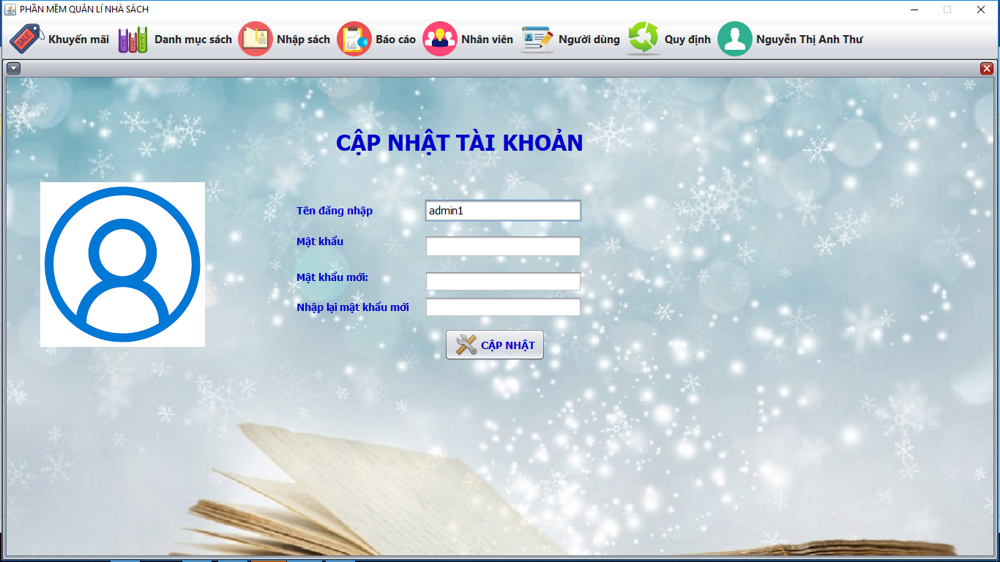 PHẦN MỀM QUẢN LÍ NHÀ SÁCH
SALE Khuyến mãi Danh mục sách Nhập sách Báo cáo Nhân viên Người dùng Quy định Nguyễn Thị Anh Thư
CẬP NHẬT TÀI KHOẢN
Tên đăng nhập admin1
Mật khẩu
Mật khẩu mới:
Nhập lại mật khẩu mới
CẬP NHẬT